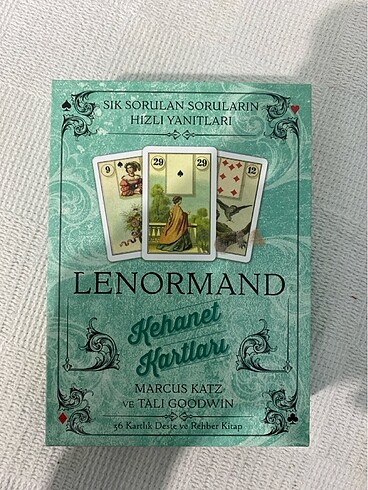 SIK SORULAN SORULARIN
HIZLI YANITLARI
9
29 29
12
LENORMAND
Kehanet
Kartları
MARCUS KATZ
VE TALI GOODWIN
36 Kartlık Deste ve Rehber Kitap